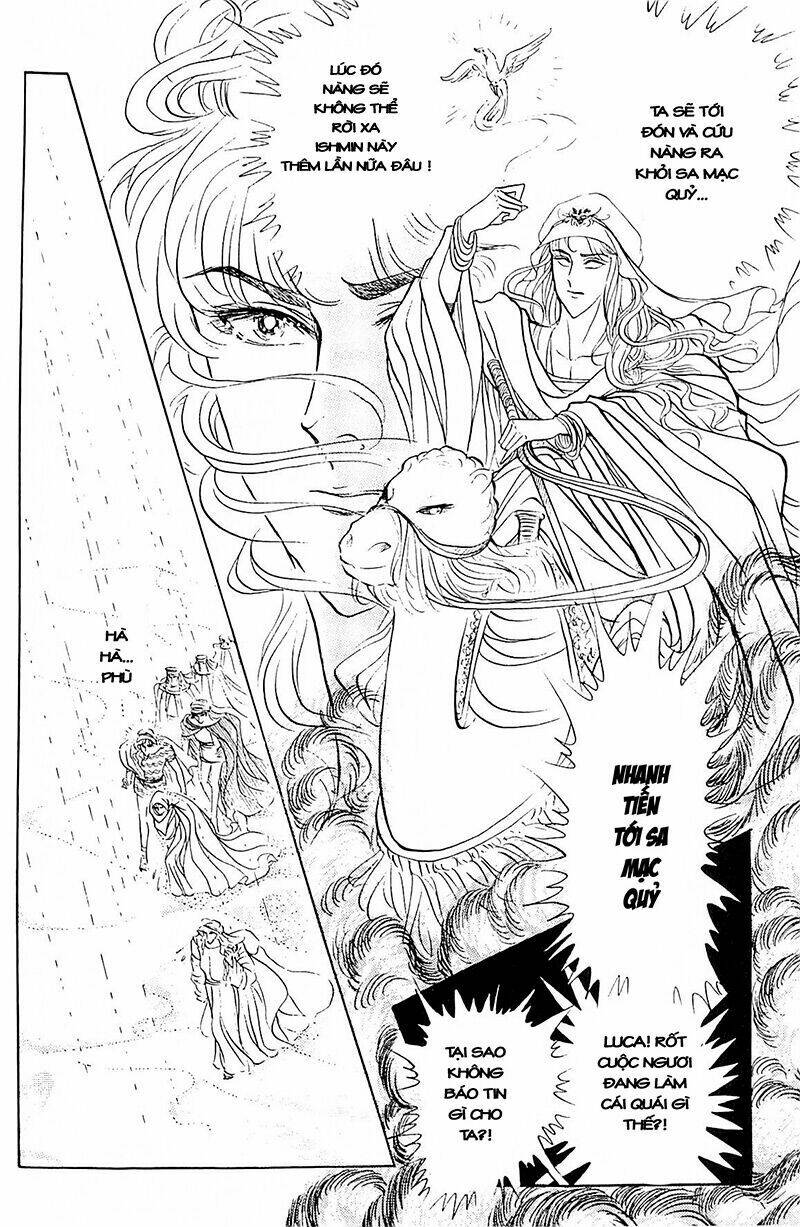 TA SẼ TỚI
ĐÓN VÀ CỨU
NÀNG RA
KHỎI SA MẠC
QUỶ...
LÚC ĐÓ
NÀNG SẼ
KHÔNG THỂ
RỜI XA
ISHMIN NÀY
THÊM LẦN NỮA ĐÂU !
NHANH
TIẾN
TỚI SA
MẠC
QUỶ
LUCA! RỐT
CUỘC NGƯƠI
ĐANG LÀM
CÁI QUÁI GÌ
THẾ?!
TẠI SAO
KHÔNG
BÁO TIN
GÌ CHO
TA?!
HÀ
HÀ...
PHÙ